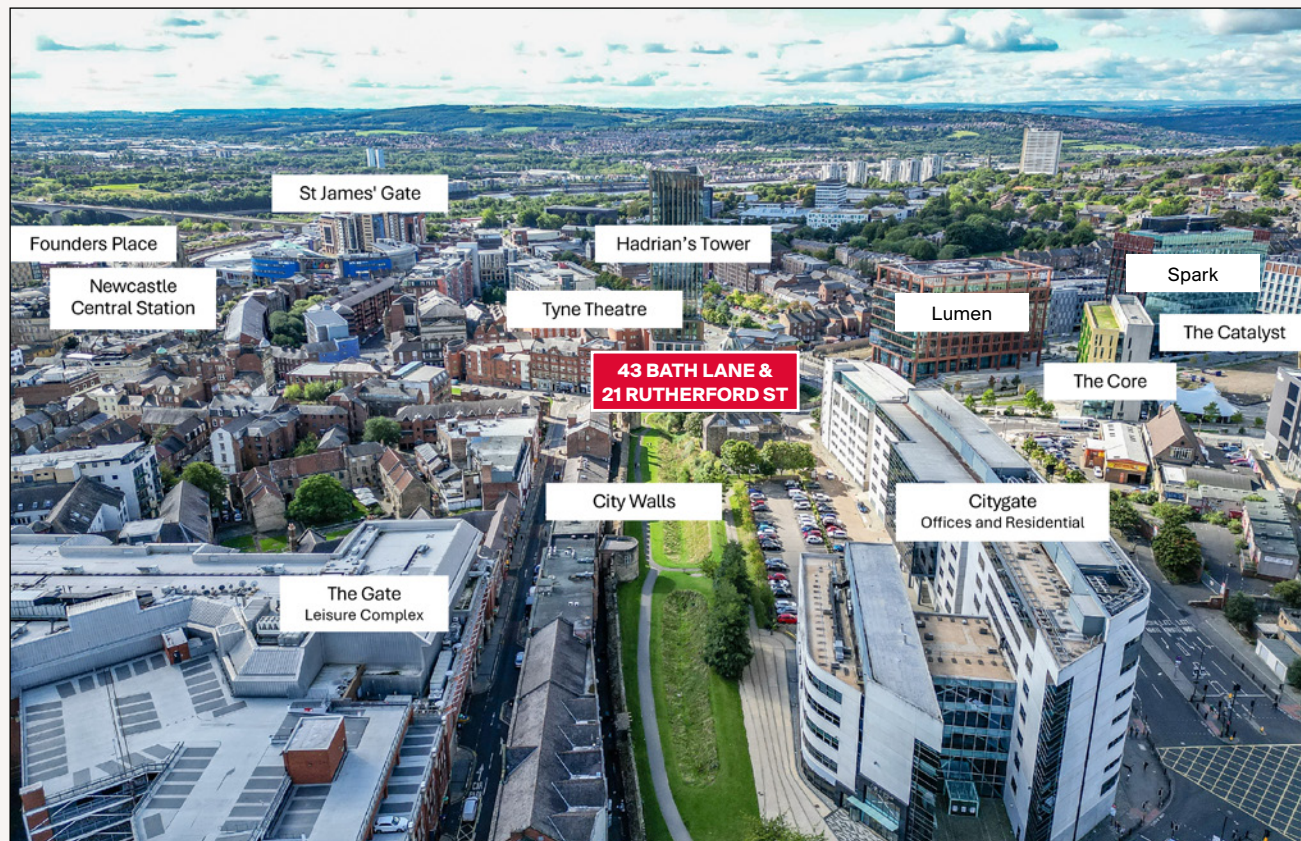 St James' Gate
Founders Place
Hadrian's Tower
Newcastle
Central Station
Spark
Tyne Theatre
Lumen
The Catalyst
43 BATH LANE &
21 RUTHERFORD ST
The Core
City Walls
Citygate
Offices and Residential
The Gate
Leisure Complex